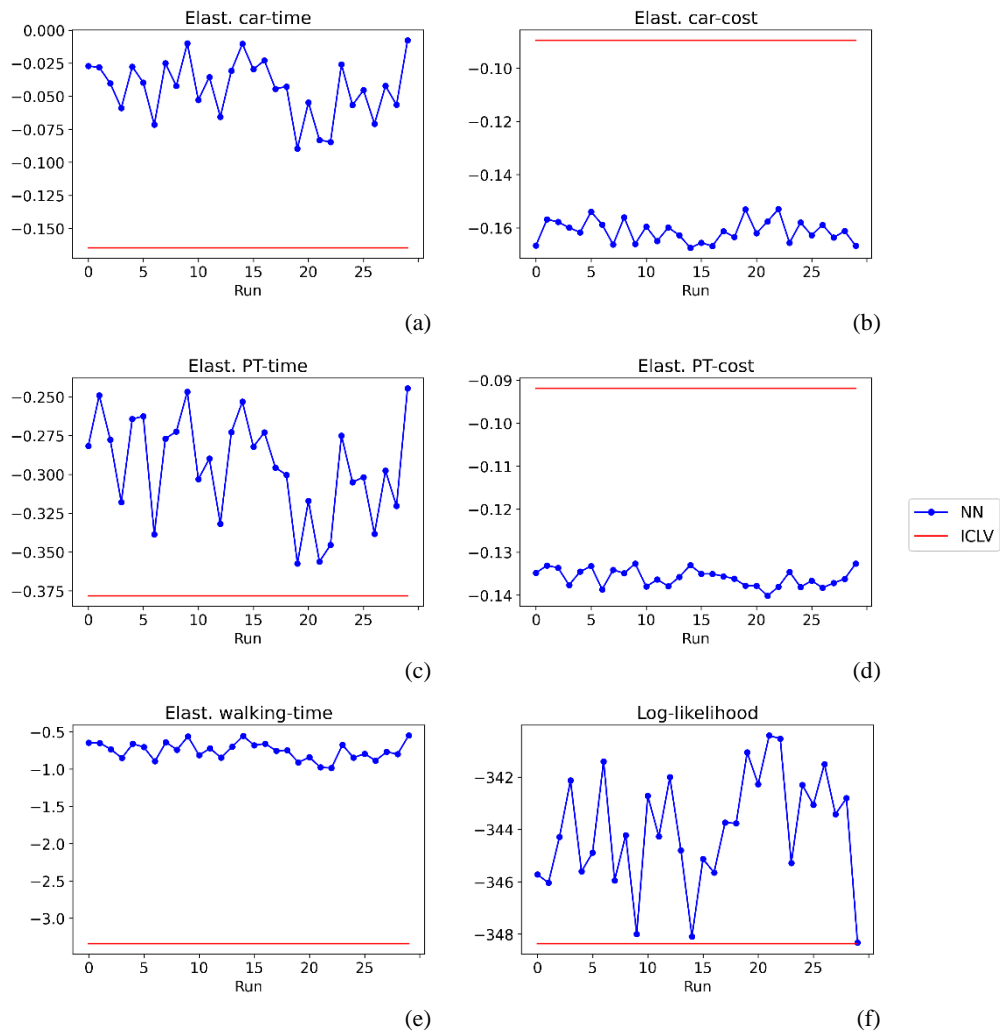 Elast. car-time
0.000
−0.025
−0.050
−0.075
−0.100
−0.125
−0.150
0 5 10 15 20 25
Run
(a)
Elast. car-cost
−0.10
−0.12
−0.14
−0.16
0 5 10 15 20 25
Run
(b)
Elast. PT-time
−0.250
−0.275
−0.300
−0.325
−0.350
−0.375
0 5 10 15 20 25
Run
(c)
Elast. PT-cost
−0.09
−0.10
−0.11
−0.12
−0.13
−0.14
0 5 10 15 20 25
Run
(d)
NN
ICLV
Elast. walking-time
−0.5
−1.0
−1.5
−2.0
−2.5
−3.0
0 5 10 15 20 25
Run
(e)
Log-likelihood
−342
−344
−346
−348
0 5 10 15 20 25
Run
(f)